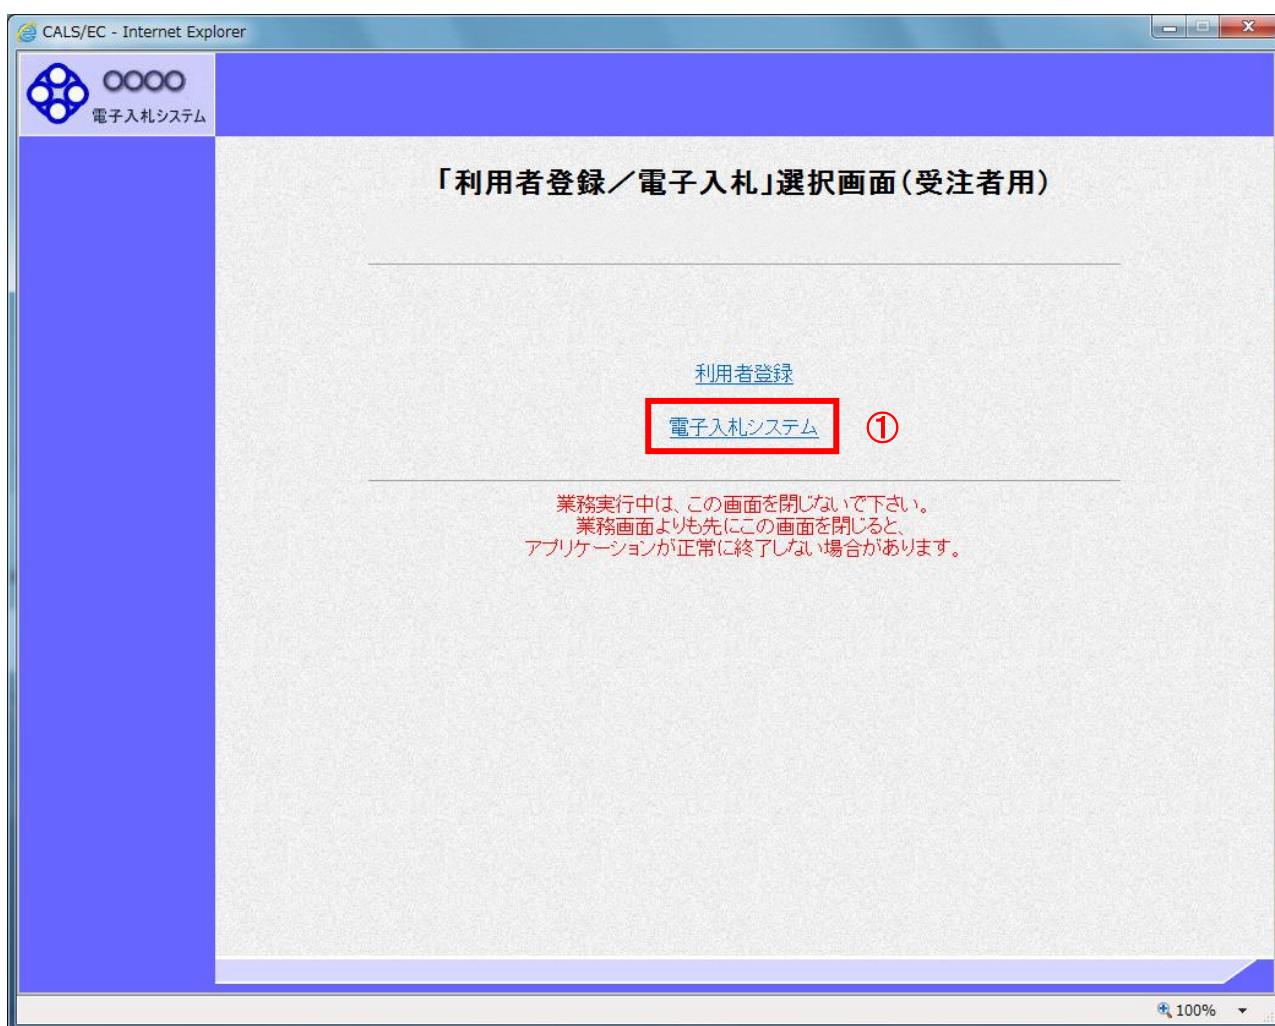 CALS/EC - Internet Explorer
○○○○
電子入札システム
「利用者登録／電子入札」選択画面(受注者用)
利用者登録
電子入札システム ①
業務実行中は、この画面を閉じないで下さい。
業務画面よりも先にこの画面を閉じると、
アプリケーションが正常に終了しない場合があります。
100%